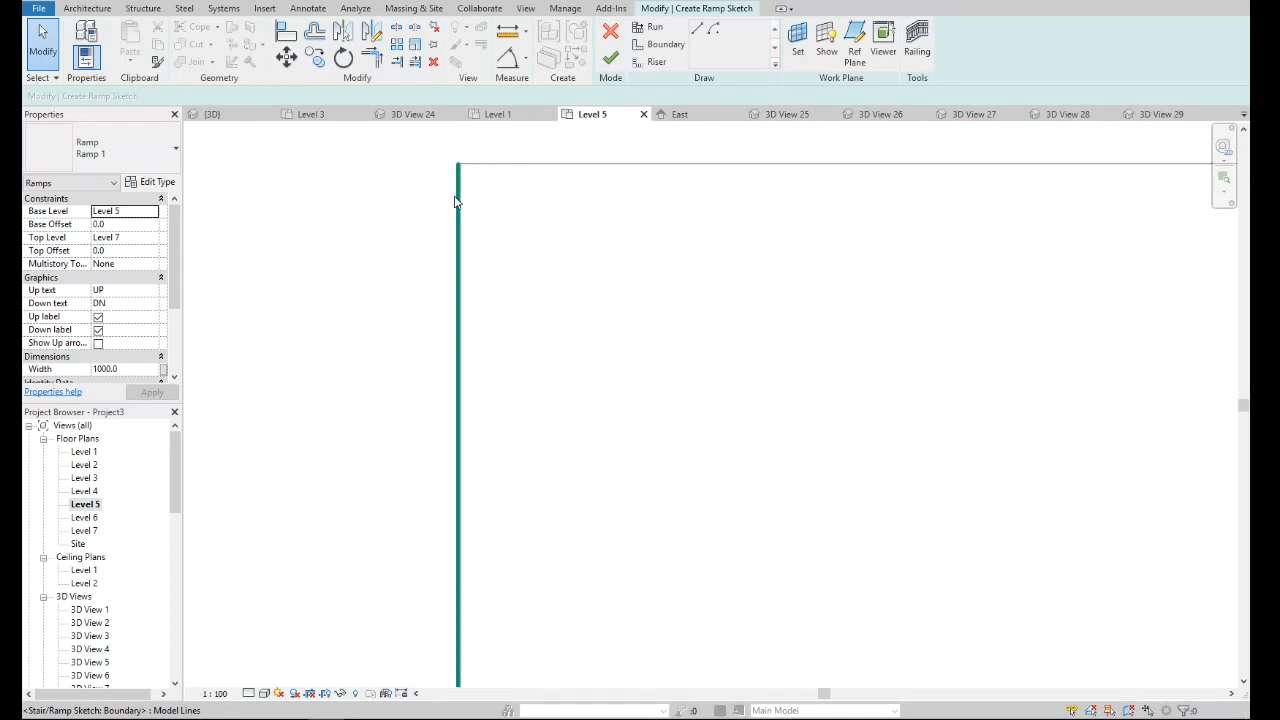 File Architecture Structure Steel Systems Insert Annotate Analyze Massing & Site Collaborate View Manage Add-Ins Modify | Create Ramp Sketch
Modify
Paste
Cope
Cut
Join
Run
Boundary
Riser
Set Show Ref Plane Viewer Railing
Select Properties Clipboard Geometry Modify View Measure Create Mode Draw Work Plane Tools
Modify | Create Ramp Sketch
Properties
{3D} Level 3 3D View 24 Level 1 Level 5 East 3D View 25 3D View 26 3D View 27 3D View 28 3D View 29
Ramp
Ramp 1
Ramps Edit Type
Constraints
Base Level Level 5
Base Offset 0.0
Top Level Level 7
Top Offset 0.0
Multistory To... None
Graphics
Up text UP
Down text DN
Up label
Down label
Show Up arro...
Dimensions
Width 1000.0
Identity Data
Properties help Apply
Project Browser - Project3
Views (all)
Floor Plans
Level 1
Level 2
Level 3
Level 4
Level 5
Level 6
Level 7
Site
Ceiling Plans
Level 1
Level 2
3D Views
3D View 1
3D View 2
3D View 3
3D View 4
3D View 5
3D View 6
2D
1 : 100
<Stair/Ramp Sketch: Boundary> : Model Lines :0 Main Model :0